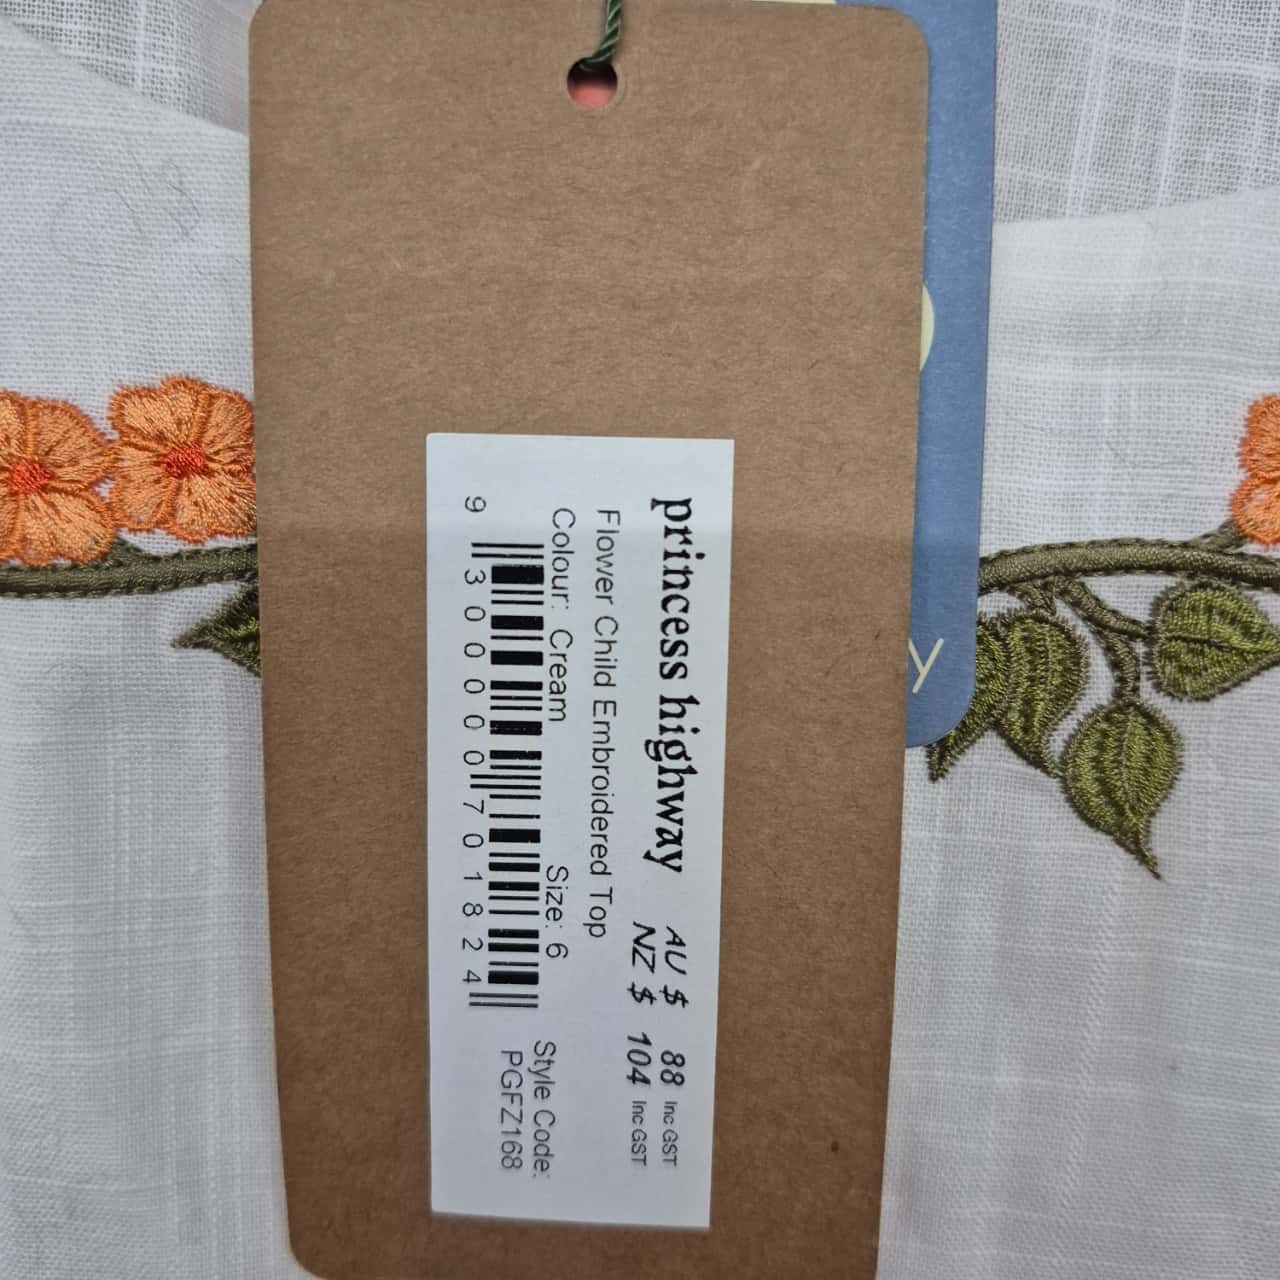 princess highway AU $ 88 Inc GST
NZ $ 104 Inc GST
Flower Child Embroidered Top
Colour: Cream Size: 6
Style Code:
PGFZ168
9 300000 701824
y